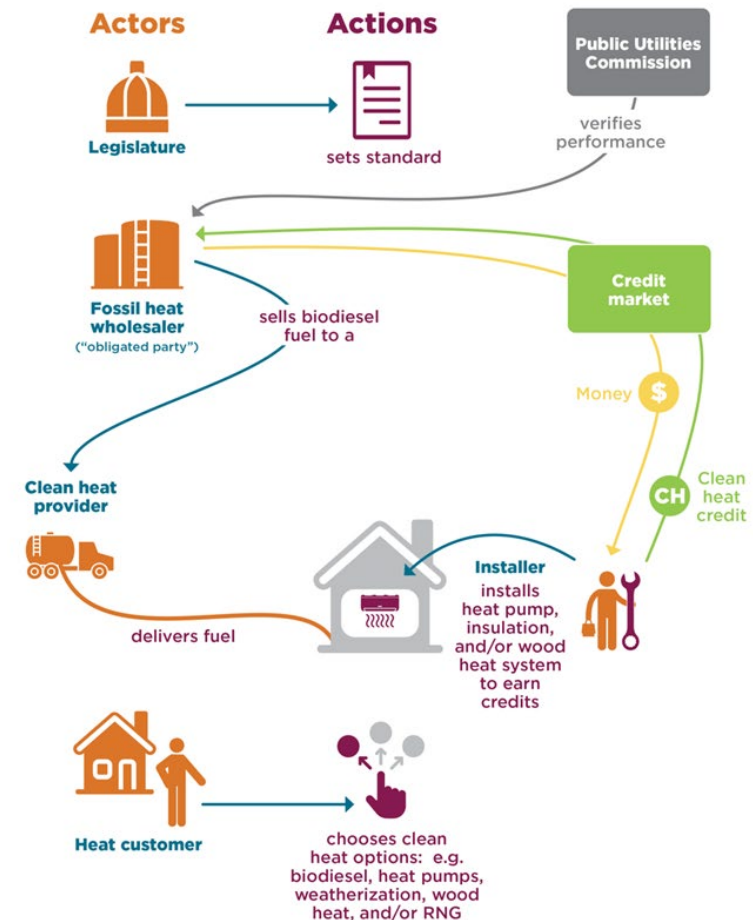 Actors
Actions
Public Utilities
Commission
Legislature
sets standard
verifies
performance
Fossil heat
wholesaler
(“obligated party”)
sells biodiesel
fuel to a
Credit
market
Money
$
CH
Clean
heat
credit
Clean heat
provider
delivers fuel
Installer
installs
heat pump,
insulation,
and/or wood
heat system
to earn
credits
Heat customer
chooses clean
heat options: e.g.
biodiesel, heat pumps,
weatherization, wood
heat, and/or RNG